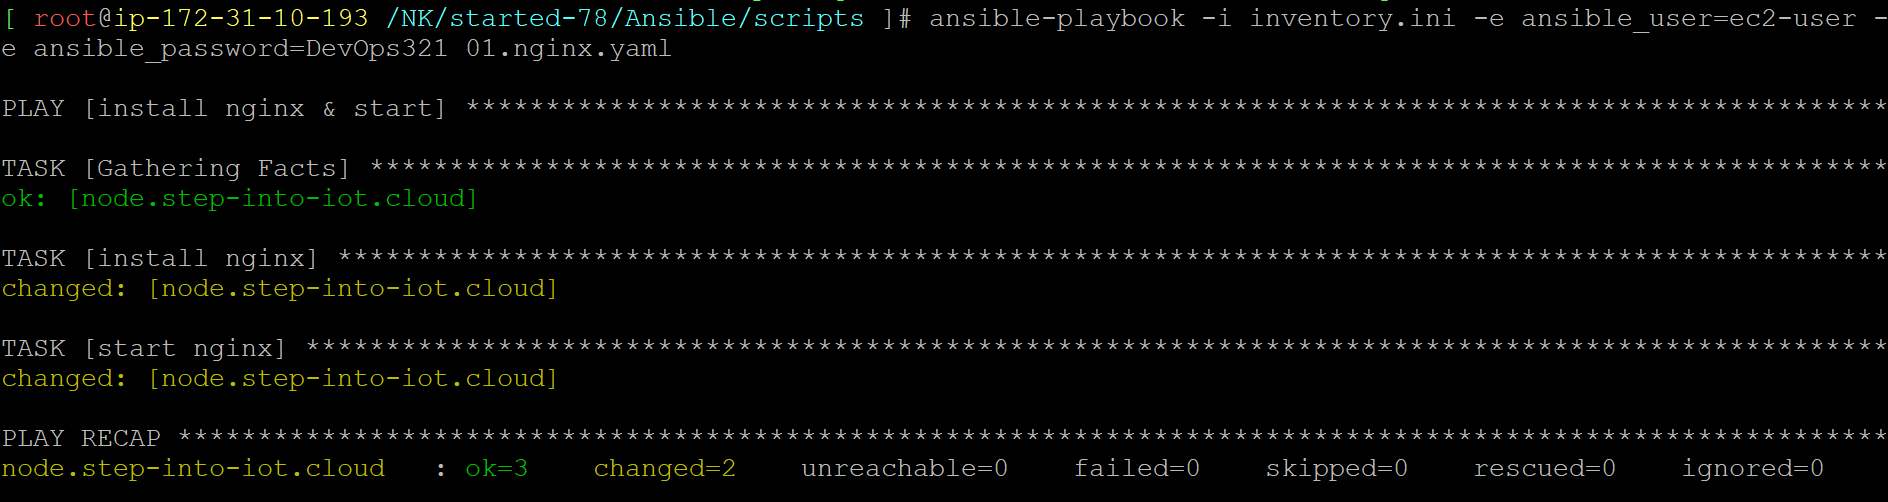 [ root@ip-172-31-10-193 /NK/started-78/Ansible/scripts ]# ansible-playbook -i inventory.ini -e ansible_user=ec2-user -
e ansible_password=DevOps321 01.nginx.yaml
PLAY [install nginx & start] *****************************************************************************************
TASK [Gathering Facts] ***********************************************************************************************
ok: [node.step-into-iot.cloud]
TASK [install nginx] *************************************************************************************************
changed: [node.step-into-iot.cloud]
TASK [start nginx] ***************************************************************************************************
changed: [node.step-into-iot.cloud]
PLAY RECAP ***********************************************************************************************************
node.step-into-iot.cloud   : ok=3    changed=2    unreachable=0    failed=0    skipped=0    rescued=0    ignored=0